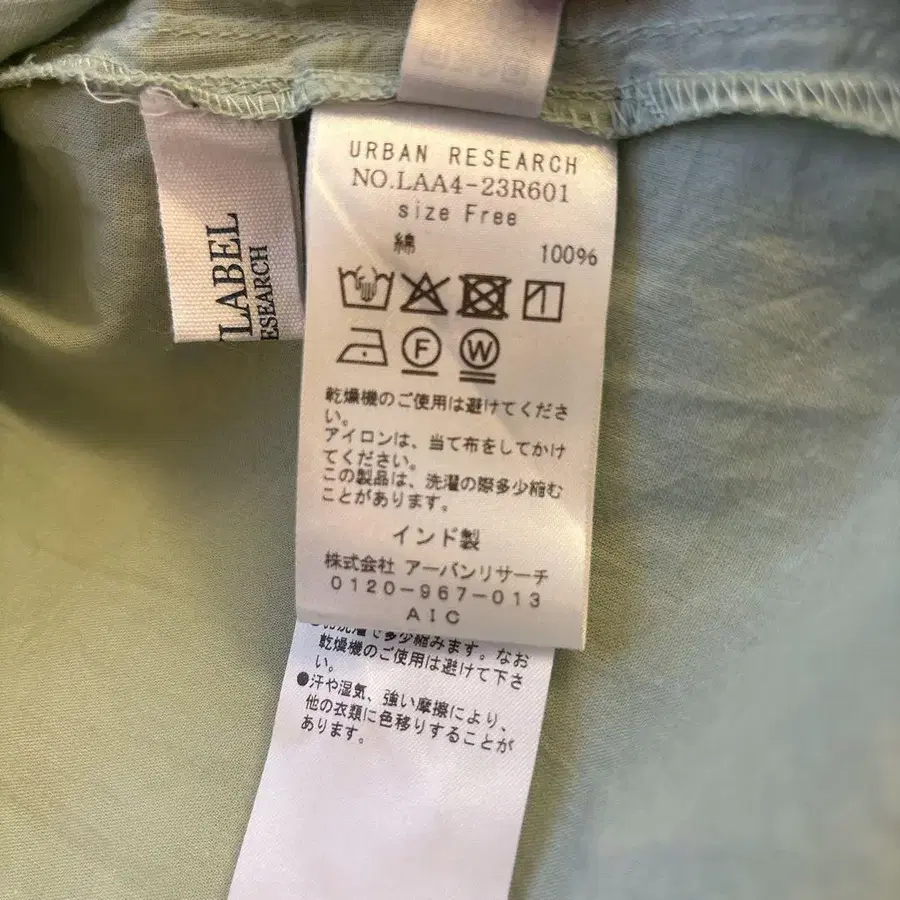 LABEL
ESEARCH
URBAN RESEARCH
NO.LAA4-23R601
size Free
綿 100%
F W
乾燥機のご使用は避けてくださ
い。
アイロンは、当て布をしてかけ
てください。
この製品は、洗濯の際多少縮む
ことがあります。
インド製
株式会社 アーバンリサーチ
0120-967-013
AIC
洗濯で多少縮みます。なお
乾燥機のご使用は避けて下さ
い。
●汗や湿気、強い摩擦により、
他の衣類に色移りすることが
あります。